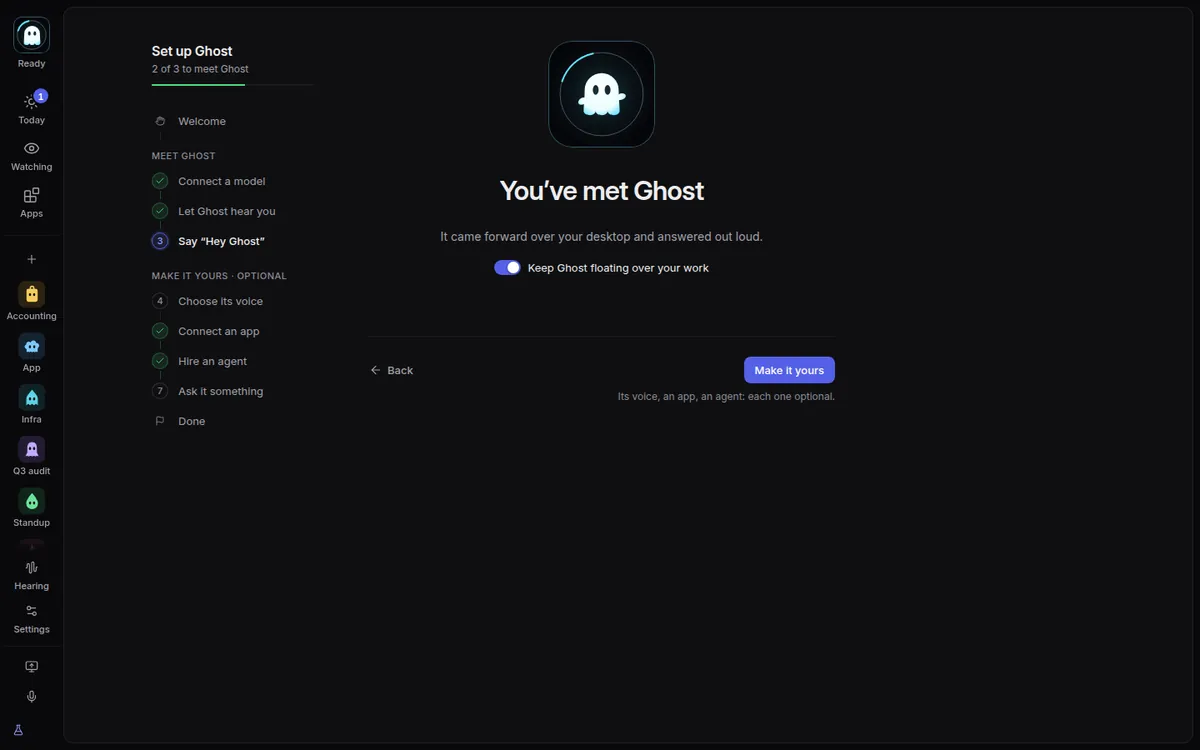 Ready
1
Today
Watching
Apps
Accounting
App
Infra
Q3 audit
Standup
Hearing
Settings
Set up Ghost
2 of 3 to meet Ghost
Welcome
MEET GHOST
Connect a model
Let Ghost hear you
3 Say “Hey Ghost”
MAKE IT YOURS · OPTIONAL
4 Choose its voice
Connect an app
Hire an agent
7 Ask it something
Done
You’ve met Ghost
It came forward over your desktop and answered out loud.
Keep Ghost floating over your work
Back
Make it yours
Its voice, an app, an agent: each one optional.